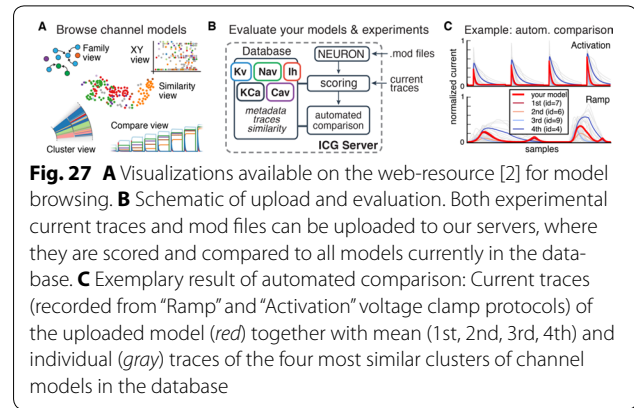 A Browse channel models
Family
view
XY
view
Similarity
view
Compare view
Cluster view
B Evaluate your models & experiments
Database
Kv Nav Ih
KCa Cav
metadata
traces
similarity
NEURON
scoring
automated
comparison
.mod files
current
traces
ICG Server
C Example: autom. comparison
normalized current
1
0
Activation
1
0
Ramp
your model
1st (id=7)
2nd (id=6)
3rd (id=9)
4th (id=4)
samples
Fig. 27 A Visualizations available on the web-resource [2] for model
browsing. B Schematic of upload and evaluation. Both experimental
current traces and mod files can be uploaded to our servers, where
they are scored and compared to all models currently in the data-
base. C Exemplary result of automated comparison: Current traces
(recorded from “Ramp” and “Activation” voltage clamp protocols) of
the uploaded model (red) together with mean (1st, 2nd, 3rd, 4th) and
individual (gray) traces of the four most similar clusters of channel
models in the database